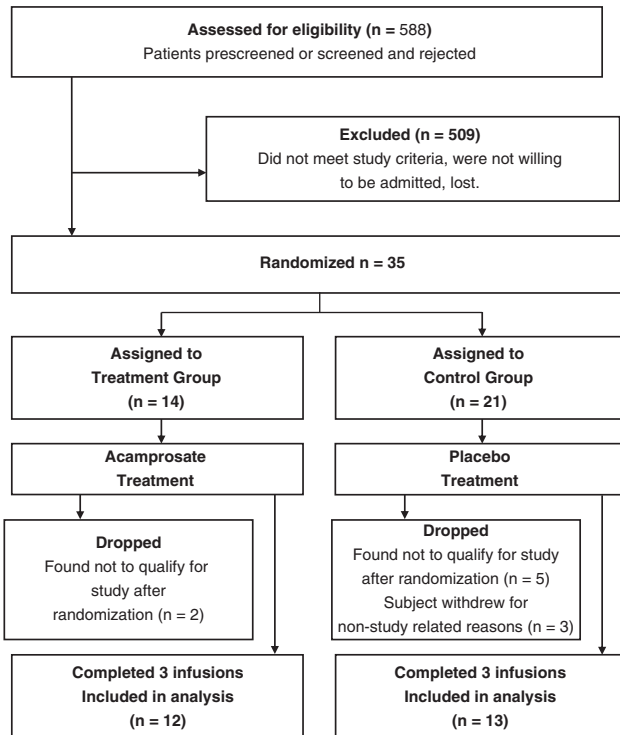 Assessed for eligibility (n = 588)
Patients prescreened or screened and rejected
Excluded (n = 509)
Did not meet study criteria, were not willing
to be admitted, lost.
Randomized n = 35
Assigned to
Treatment Group
(n = 14)
Assigned to
Control Group
(n = 21)
Acamprosate
Treatment
Placebo
Treatment
Dropped
Found not to qualify for
study after
randomization (n = 2)
Dropped
Found not to qualify for study
after randomization (n = 5)
Subject withdrew for
non-study related reasons (n = 3)
Completed 3 infusions
Included in analysis
(n = 12)
Completed 3 infusions
Included in analysis
(n = 13)